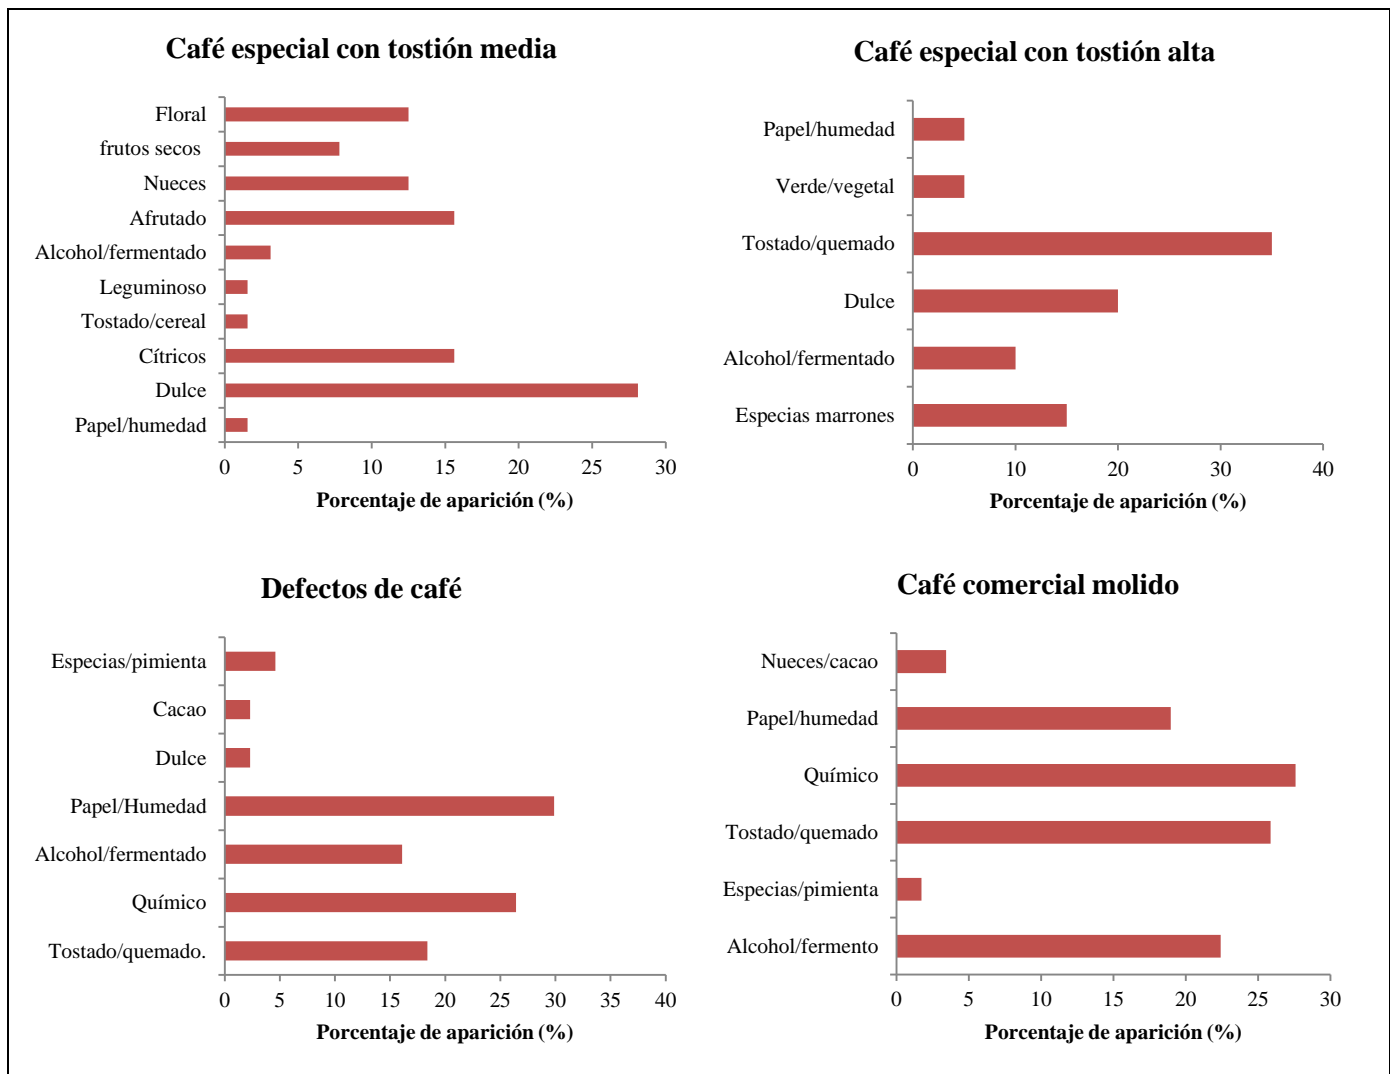 Café especial con tostión media
Floral
frutos secos
Nueces
Afrutado
Alcohol/fermentado
Leguminoso
Tostado/cereal
Cítricos
Dulce
Papel/humedad
0 5 10 15 20 25 30
Porcentaje de aparición (%)
Café especial con tostión alta
Papel/humedad
Verde/vegetal
Tostado/quemado
Dulce
Alcohol/fermentado
Especias marrones
0 10 20 30 40
Porcentaje de aparición (%)
Defectos de café
Especias/pimienta
Cacao
Dulce
Papel/Humedad
Alcohol/fermentado
Químico
Tostado/quemado.
0 5 10 15 20 25 30 35 40
Porcentaje de aparición (%)
Café comercial molido
Nueces/cacao
Papel/humedad
Químico
Tostado/quemado
Especias/pimienta
Alcohol/fermento
0 5 10 15 20 25 30
Porcentaje de aparición (%)